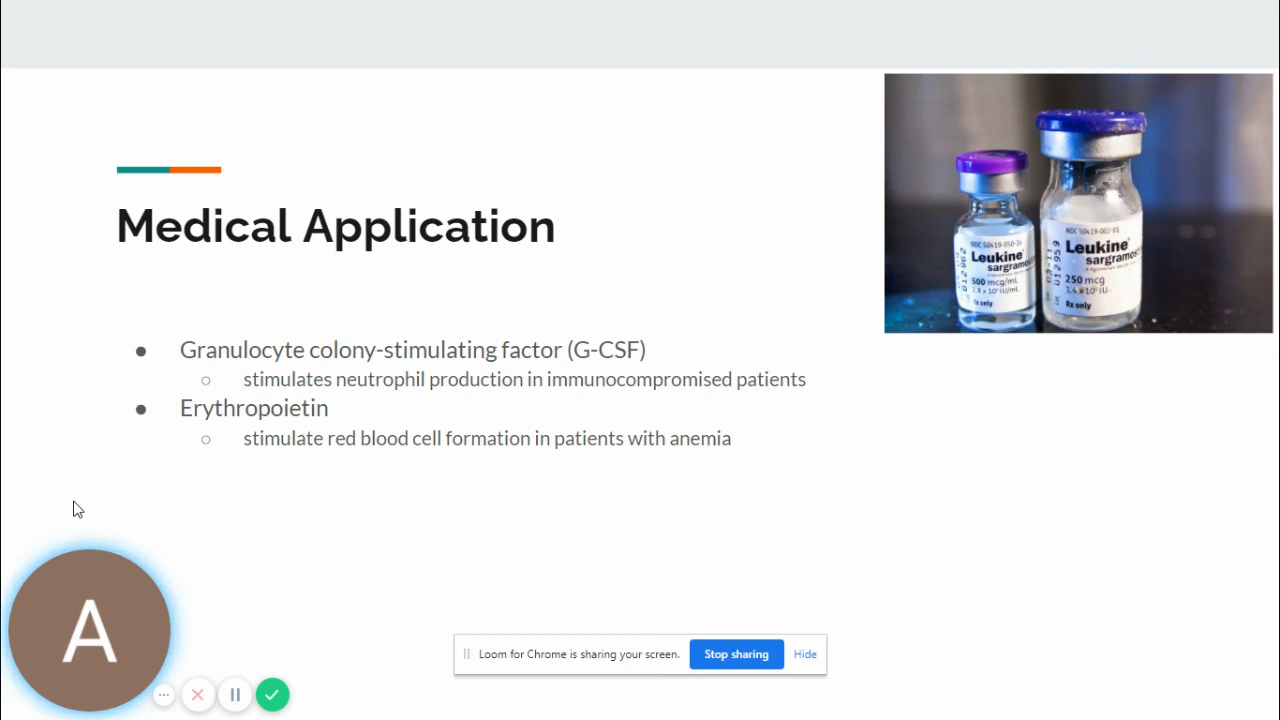 Medical Application
Granulocyte colony-stimulating factor (G-CSF)
stimulates neutrophil production in immunocompromised patients
Erythropoietin
stimulate red blood cell formation in patients with anemia
Leukine
500 mcg/mL
Rx only
Leukine
250 mcg
Rx only
A
Loom for Chrome is sharing your screen.
Stop sharing
Hide